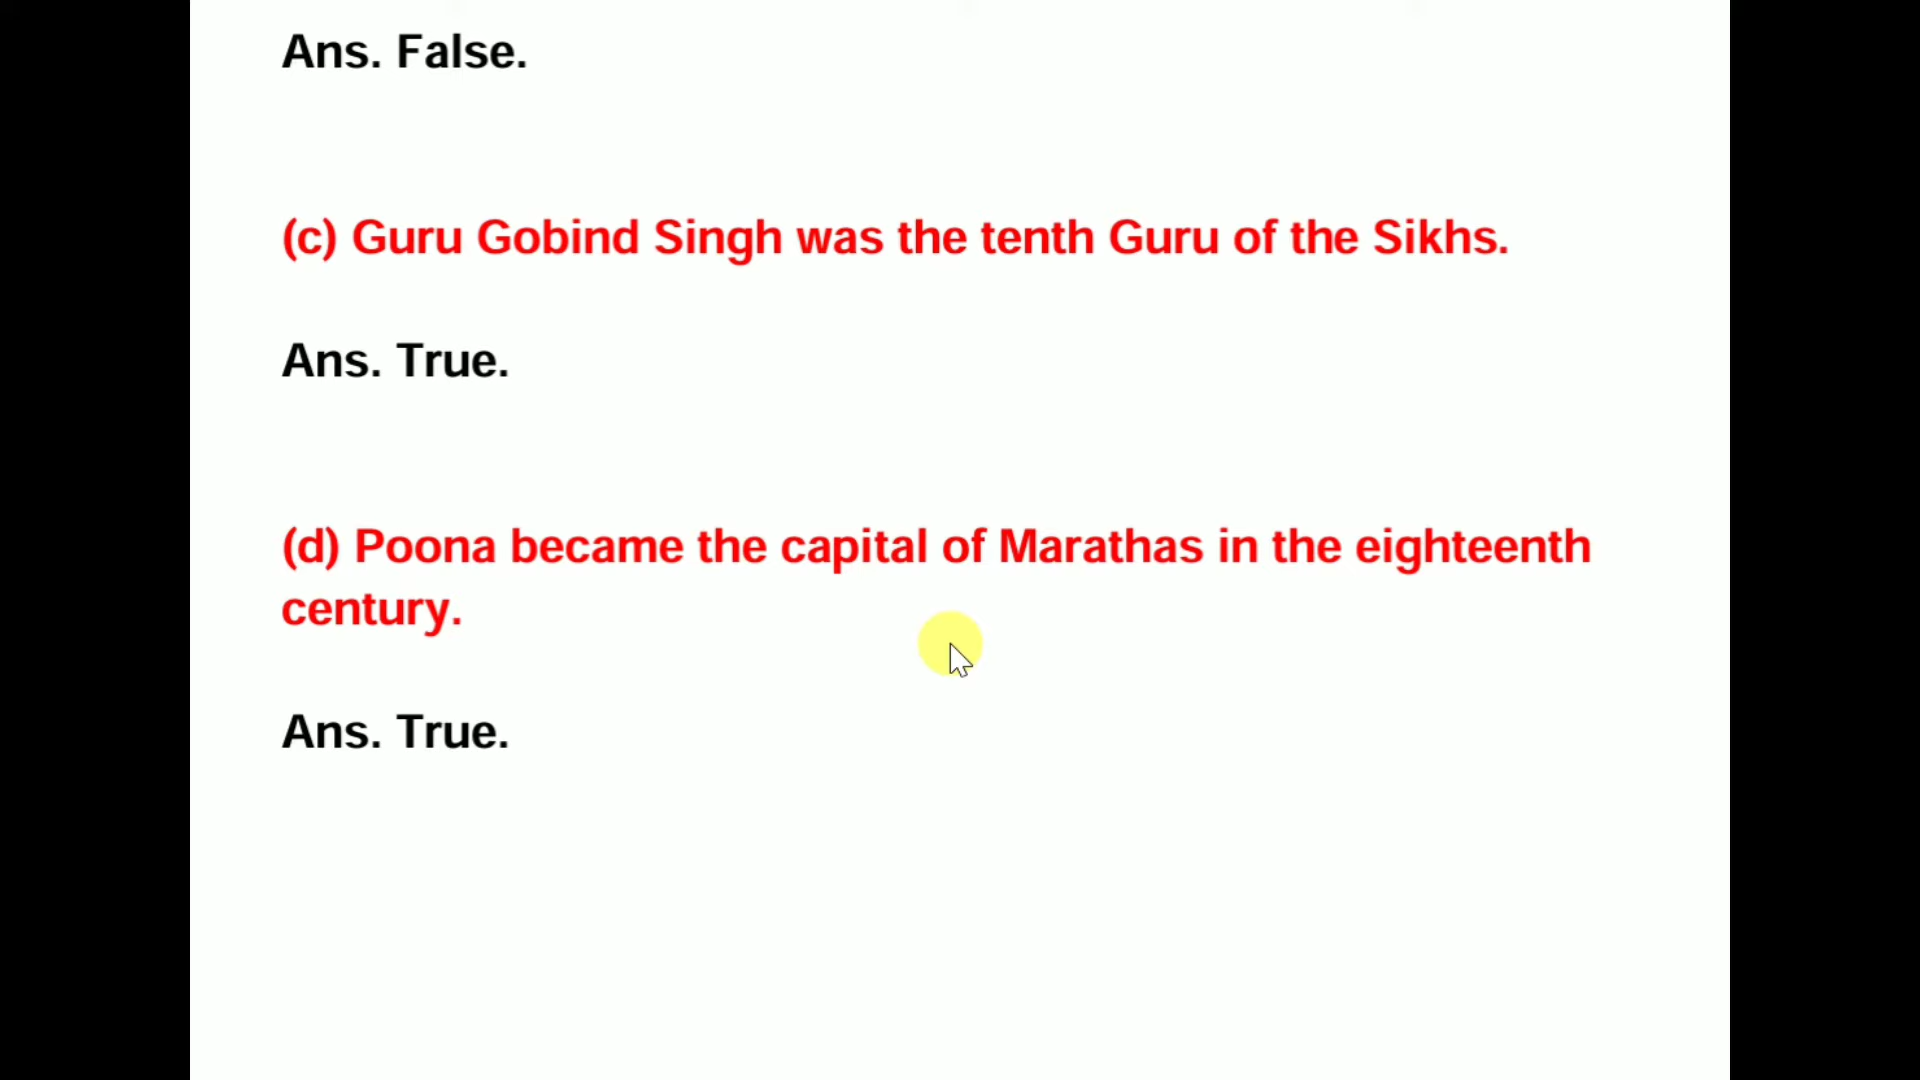 Ans. False.
(c) Guru Gobind Singh was the tenth Guru of the Sikhs.
Ans. True.
(d) Poona became the capital of Marathas in the eighteenth
century.
Ans. True.